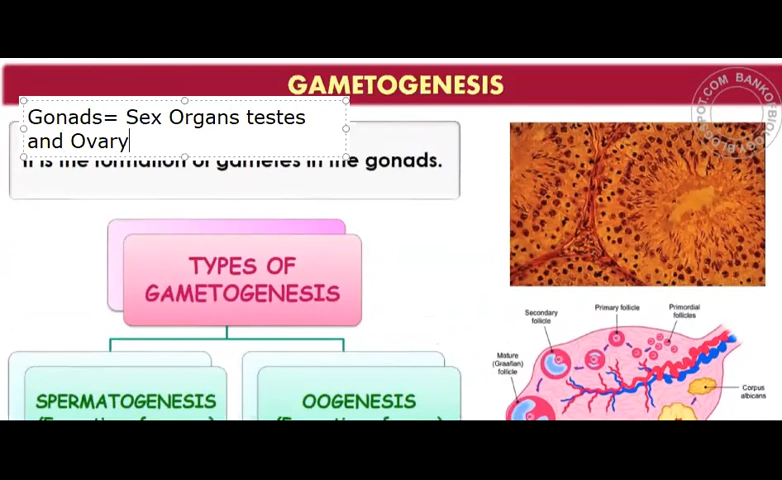 GAMETOGENESIS
Gonads= Sex Organs testes
and Ovary
It is the formation of gametes in the gonads.
TYPES OF
GAMETOGENESIS
SPERMATOGENESIS
OOGENESIS
Secondary
follicle
Primary follicle
Primordial
follicles
Mature
(Graafian)
follicle
Corpus
albicans